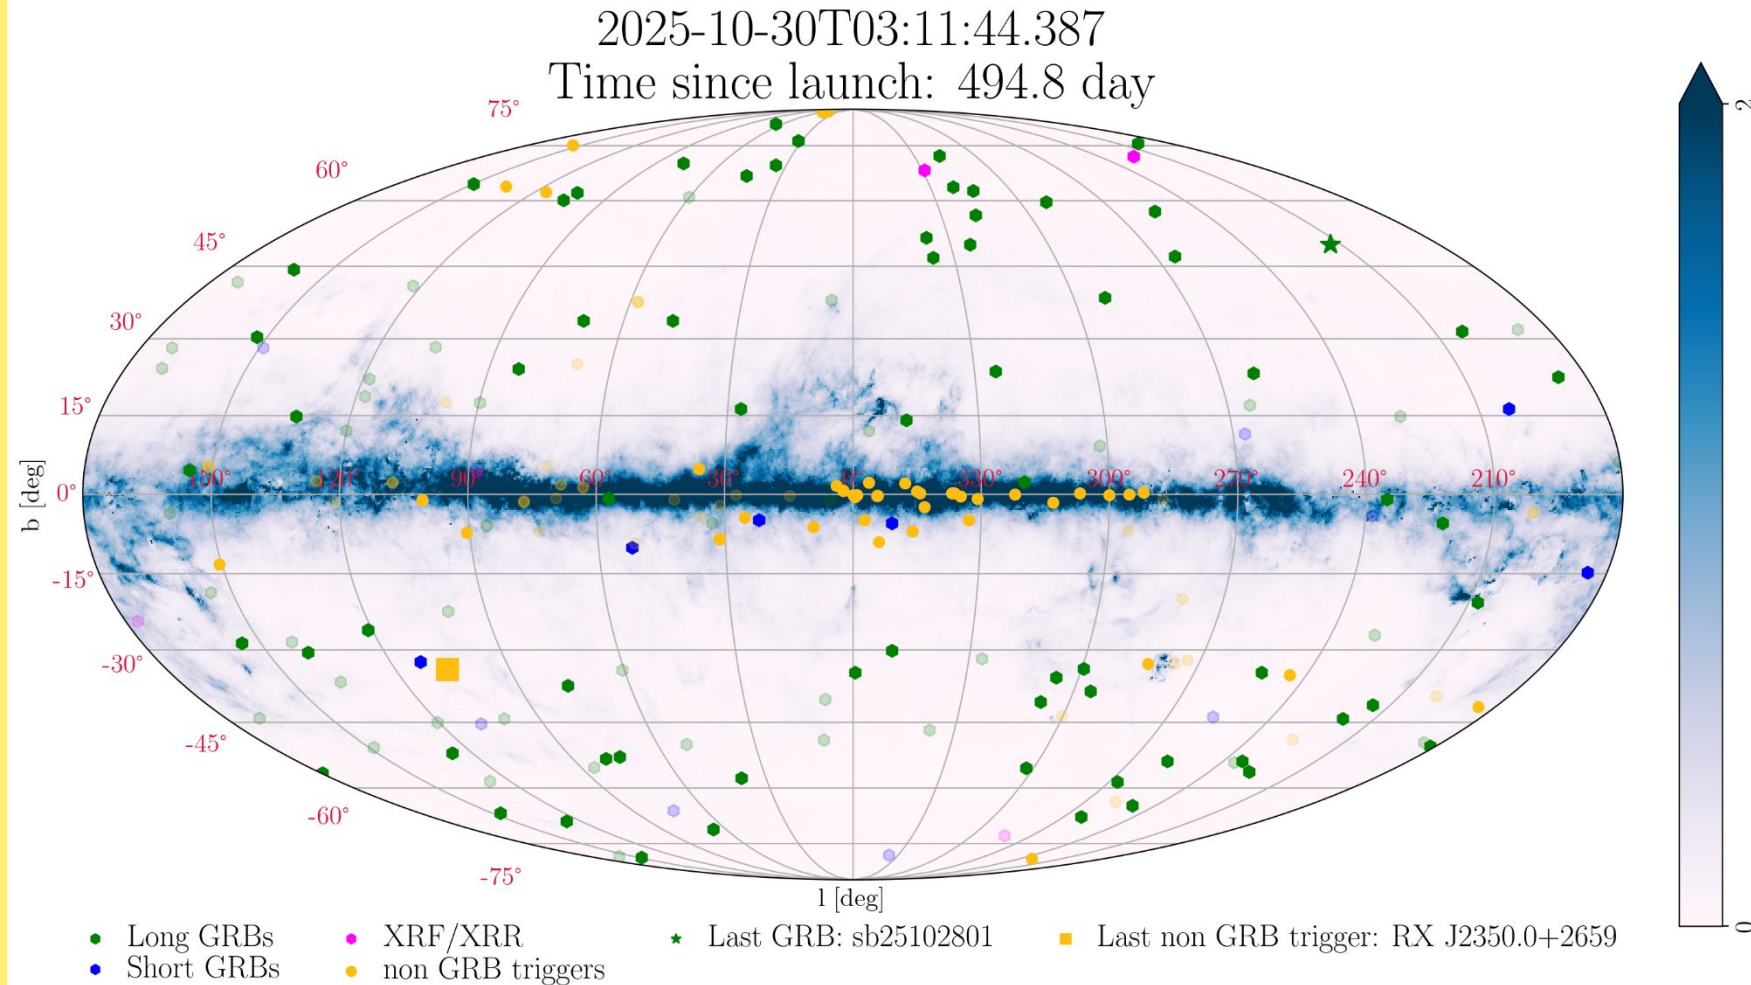 2025-10-30T03:11:44.387
Time since launch: 494.8 day
75°
60°
45°
30°
15°
0°
-15°
-30°
-45°
-60°
-75°
150°
120°
90°
60°
30°
0°
330°
300°
270°
240°
210°
b [deg]
l [deg]
2
0
Long GRBs
XRF/XRR
Last GRB: sb25102801
Last non GRB trigger: RX J2350.0+2659
Short GRBs
non GRB triggers